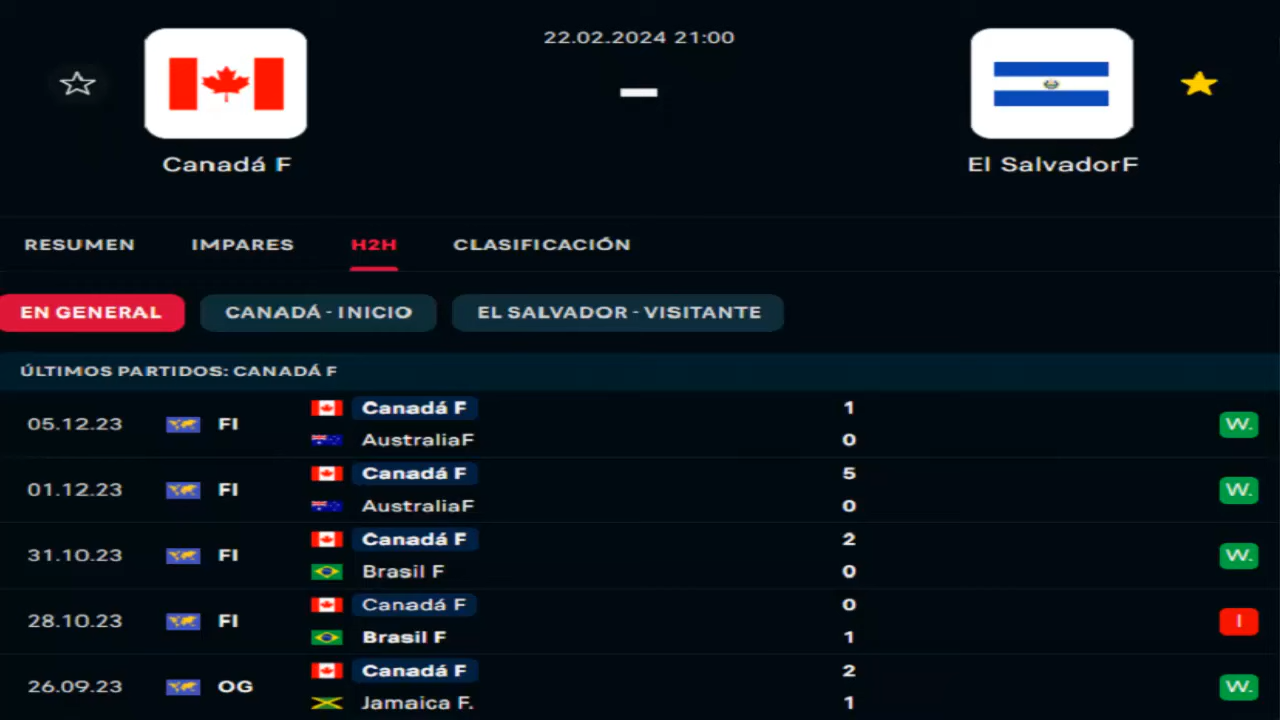 22.02.2024 21:00
Canadá F
El SalvadorF
RESUMEN IMPARES H2H CLASIFICACIÓN
EN GENERAL CANADÁ - INICIO EL SALVADOR - VISITANTE
ÚLTIMOS PARTIDOS: CANADÁ F
05.12.23 FI Canadá F 1 W.
AustraliaF 0
01.12.23 FI Canadá F 5 W.
AustraliaF 0
31.10.23 FI Canadá F 2 W.
Brasil F 0
28.10.23 FI Canadá F 0 I
Brasil F 1
26.09.23 OG Canadá F 2 W.
Jamaica F. 1